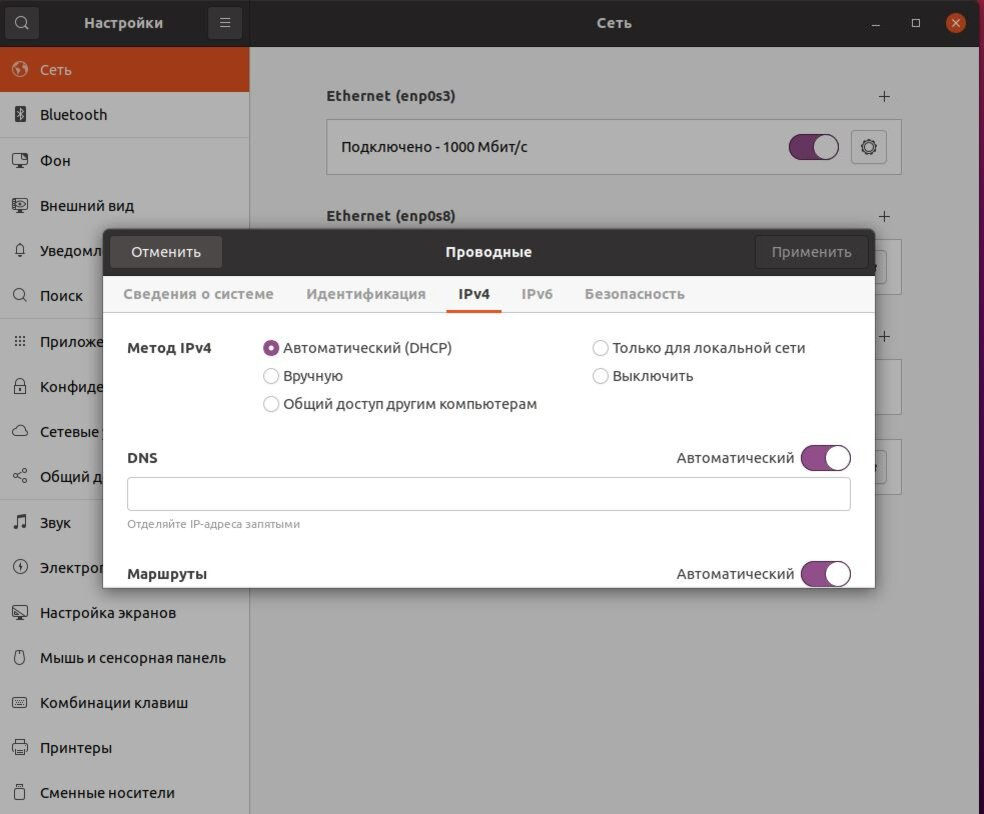 Настройки
Сеть
Сеть
Bluetooth
Фон
Внешний вид
Уведомл
Поиск
Приложе
Конфиде
Сетевые
Общий д
Звук
Электрог
Настройка экранов
Мышь и сенсорная панель
Комбинации клавиш
Принтеры
Сменные носители
Ethernet (enp0s3)
Подключено - 1000 Мбит/с
Ethernet (enp0s8)
Отменить
Проводные
Применить
Сведения о системе
Идентификация
IPv4
IPv6
Безопасность
Метод IPv4
Автоматический (DHCP)
Только для локальной сети
Вручную
Выключить
Общий доступ другим компьютерам
DNS
Автоматический
Отделяйте IP-адреса запятыми
Маршруты
Автоматический